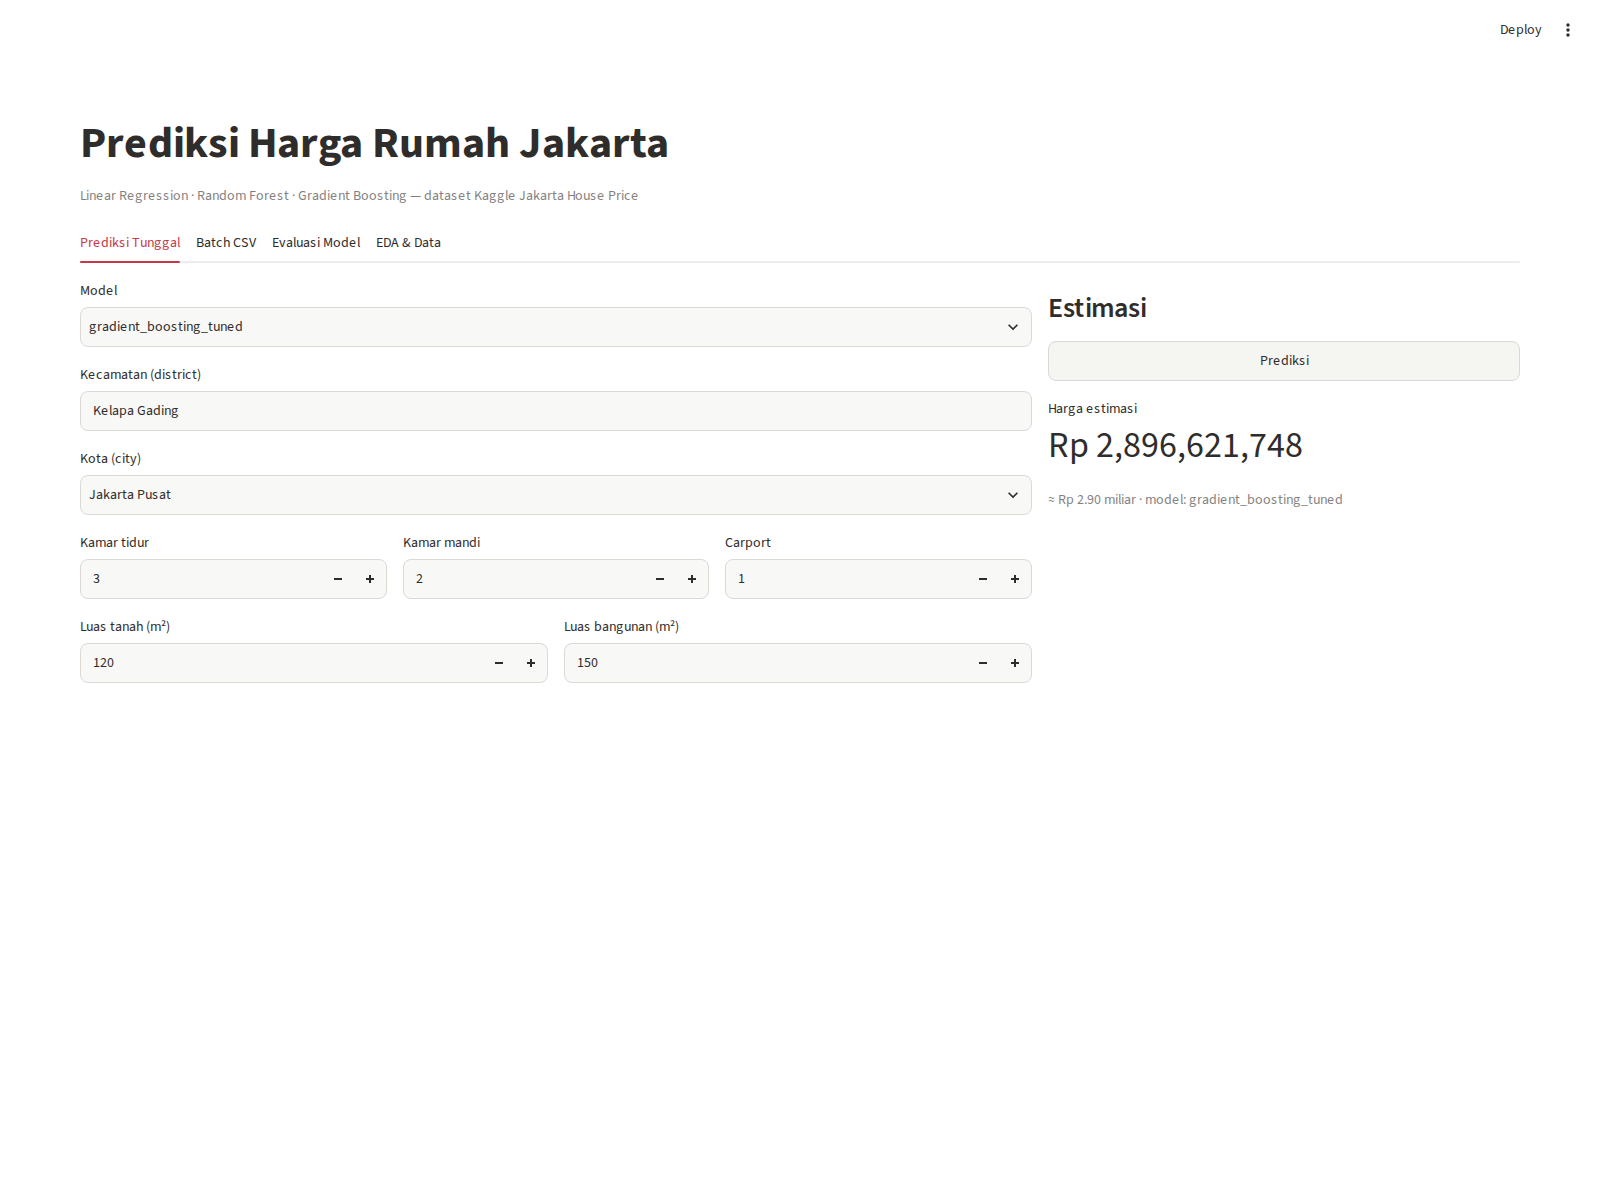 Deploy
Prediksi Harga Rumah Jakarta
Linear Regression · Random Forest · Gradient Boosting — dataset Kaggle Jakarta House Price
Prediksi Tunggal Batch CSV Evaluasi Model EDA & Data
Model
gradient_boosting_tuned
Kecamatan (district)
Kelapa Gading
Kota (city)
Jakarta Pusat
Kamar tidur Kamar mandi Carport
3 2 1
Luas tanah (m²) Luas bangunan (m²)
120 150
Estimasi
Prediksi
Harga estimasi
Rp 2,896,621,748
≈ Rp 2.90 miliar · model: gradient_boosting_tuned